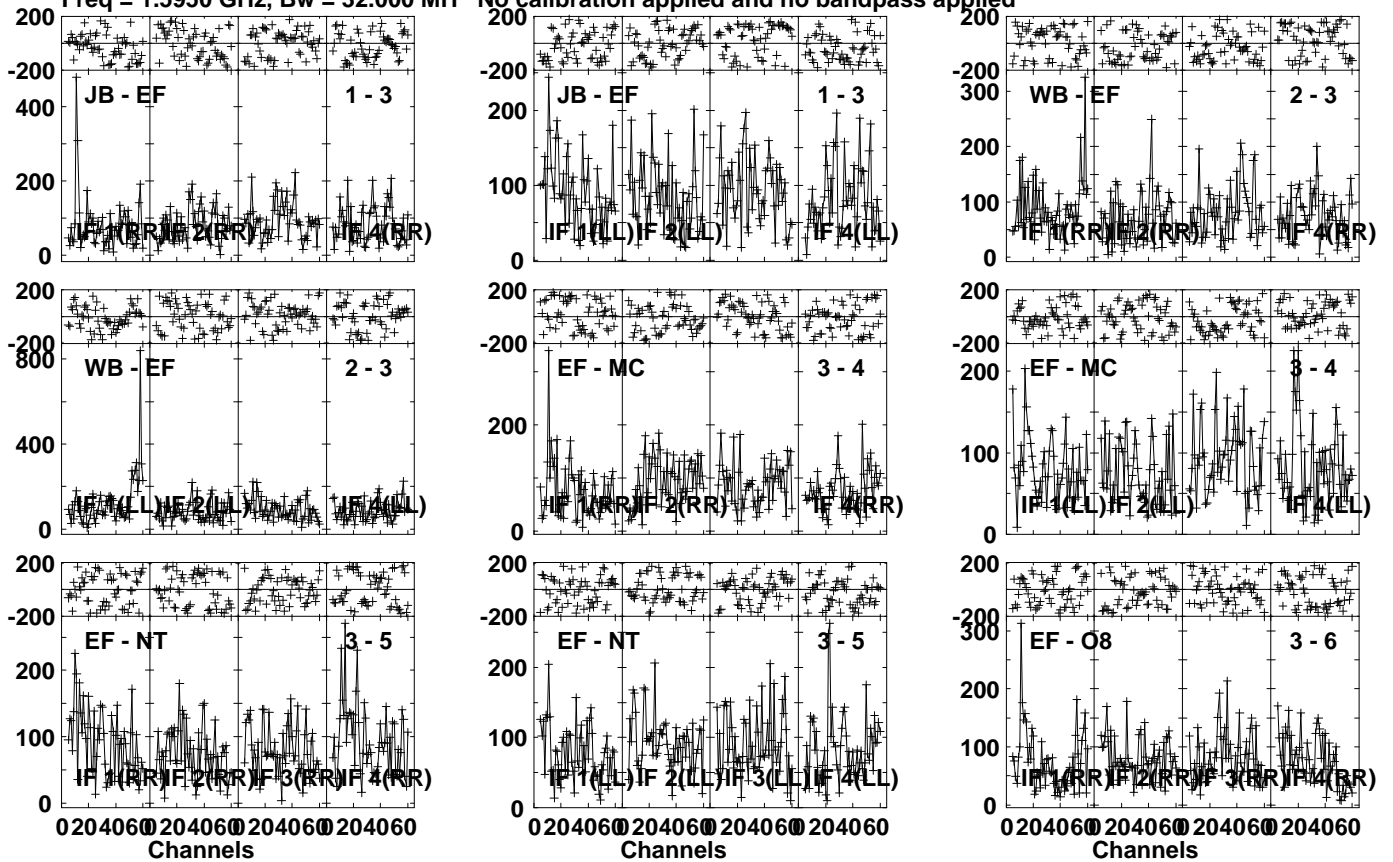 Freq = 1.5950 GHz, Bw = 32.000 MH No calibration applied and no bandpass applied
200
-200
400
200
0
JB - EF 1 - 3
IF 1(RR) IF 2(RR) IF 4(RR)
200
-200
200
100
0
JB - EF 1 - 3
IF 1(LL) IF 2(LL) IF 4(LL)
200
-200
300
200
100
0
WB - EF 2 - 3
IF 1(RR) IF 2(RR) IF 4(RR)
200
-200
800
400
200
0
WB - EF 2 - 3
IF 1(LL) IF 2(LL) IF 4(LL)
200
-200
200
0
EF - MC 3 - 4
IF 1(RR) IF 2(RR) IF 4(RR)
200
-200
200
100
0
EF - MC 3 - 4
IF 1(LL) IF 2(LL) IF 4(LL)
200
-200
200
100
0
EF - NT 3 - 5
IF 1(RR) IF 2(RR) IF 3(RR) IF 4(RR)
0 20 40 60 0 20 40 60 0 20 40 60 0 20 40 60
Channels
200
-200
200
100
0
EF - NT 3 - 5
IF 1(LL) IF 2(LL) IF 3(LL) IF 4(LL)
0 20 40 60 0 20 40 60 0 20 40 60 0 20 40 60
Channels
200
-200
300
200
100
0
EF - O8 3 - 6
IF 1(RR) IF 2(RR) IF 3(RR) IF 4(RR)
0 20 40 60 0 20 40 60 0 20 40 60 0 20 40 60
Channels